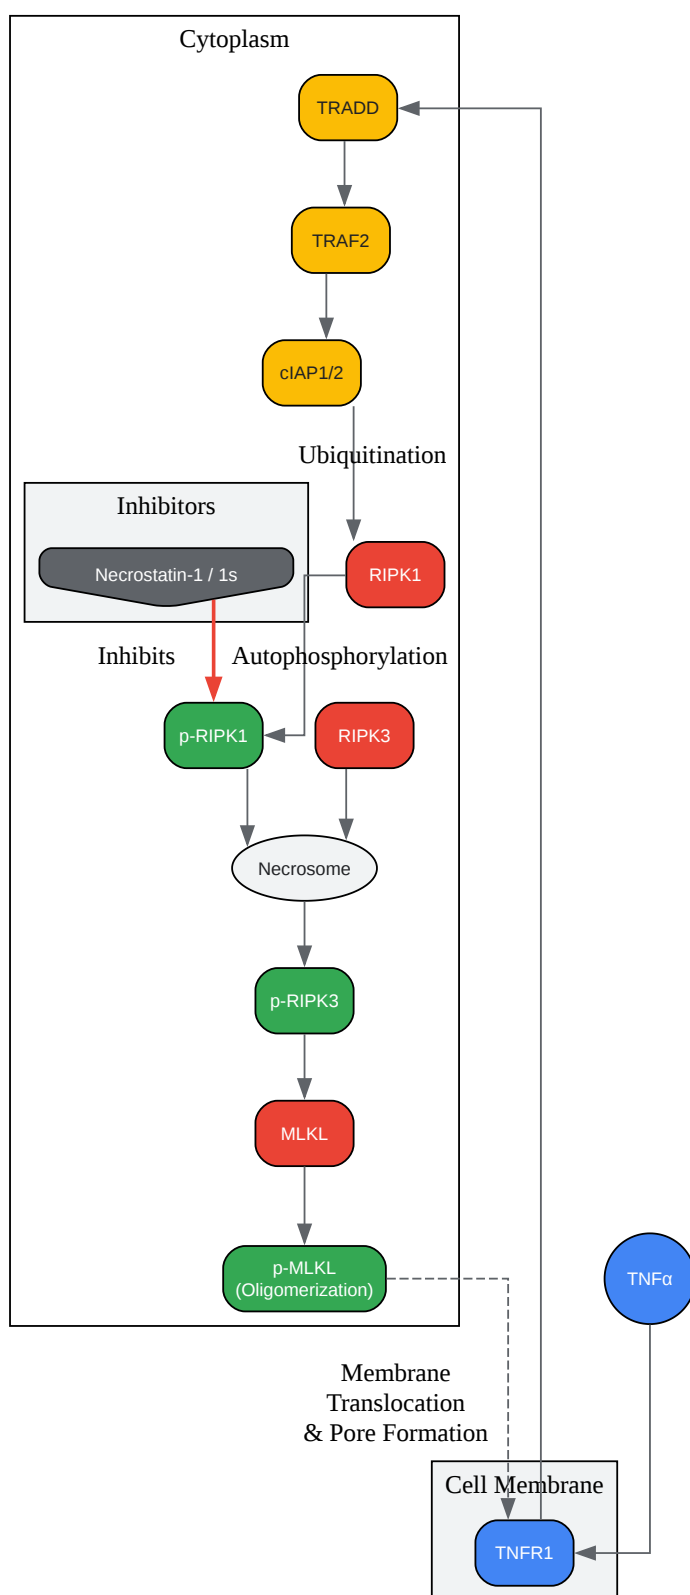 Cytoplasm
TRADD
TRAF2
cIAP1/2
Ubiquitination
Inhibitors
Necrostatin-1 / 1s
RIPK1
Inhibits
Autophosphorylation
p-RIPK1
RIPK3
Necrosome
p-RIPK3
MLKL
p-MLKL
(Oligomerization)
TNFα
Membrane
Translocation
& Pore Formation
Cell Membrane
TNFR1